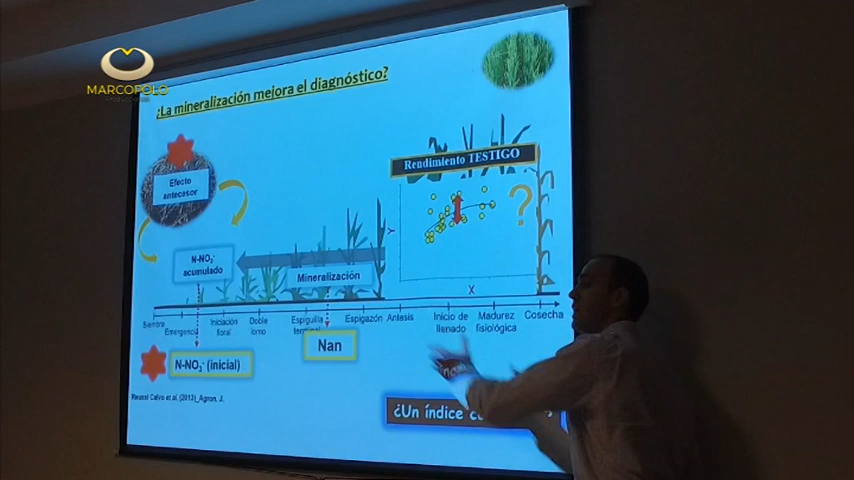 MARCOPOLO
PRODUCCIONES
¿La mineralización mejora el diagnóstico?
Efecto
antecesor
Rendimiento TESTIGO
?
Y
N-NO3-
acumulado
Mineralización
X
Siembra
Emergencia
Iniciación
floral
Doble
lomo
Espiguilla
terminal
Espigazón
Antesis
Inicio de
llenado
Madurez
fisiológica
Cosecha
Nan
N-NO3- (inicial)
Reussi Calvo et al. (2013)_Agron. J.
¿Un índice